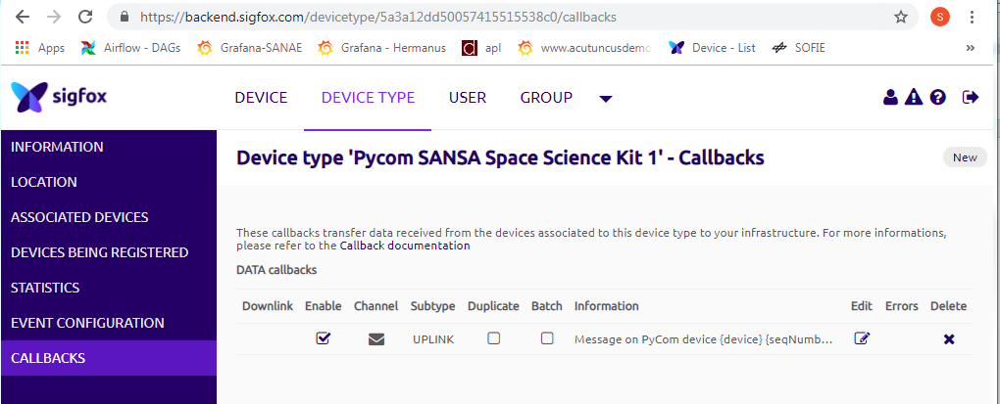 https://backend.sigfox.com/devicetype/5a3a12dd50057415515538c0/callbacks
S
Apps Airflow - DAGs Grafana-SANAE Grafana - Hermanus apl www.acutuncusdemo Device - List SOFIE »
sigfox DEVICE DEVICE TYPE USER GROUP
INFORMATION
LOCATION
ASSOCIATED DEVICES
DEVICES BEING REGISTERED
STATISTICS
EVENT CONFIGURATION
CALLBACKS
Device type 'Pycom SANSA Space Science Kit 1' - Callbacks New
These callbacks transfer data received from the devices associated to this device type to your infrastructure. For more informations,
please refer to the Callback documentation
DATA callbacks
Downlink Enable Channel Subtype Duplicate Batch Information Edit Errors Delete
UPLINK Message on PyCom device {device} {seqNumb...